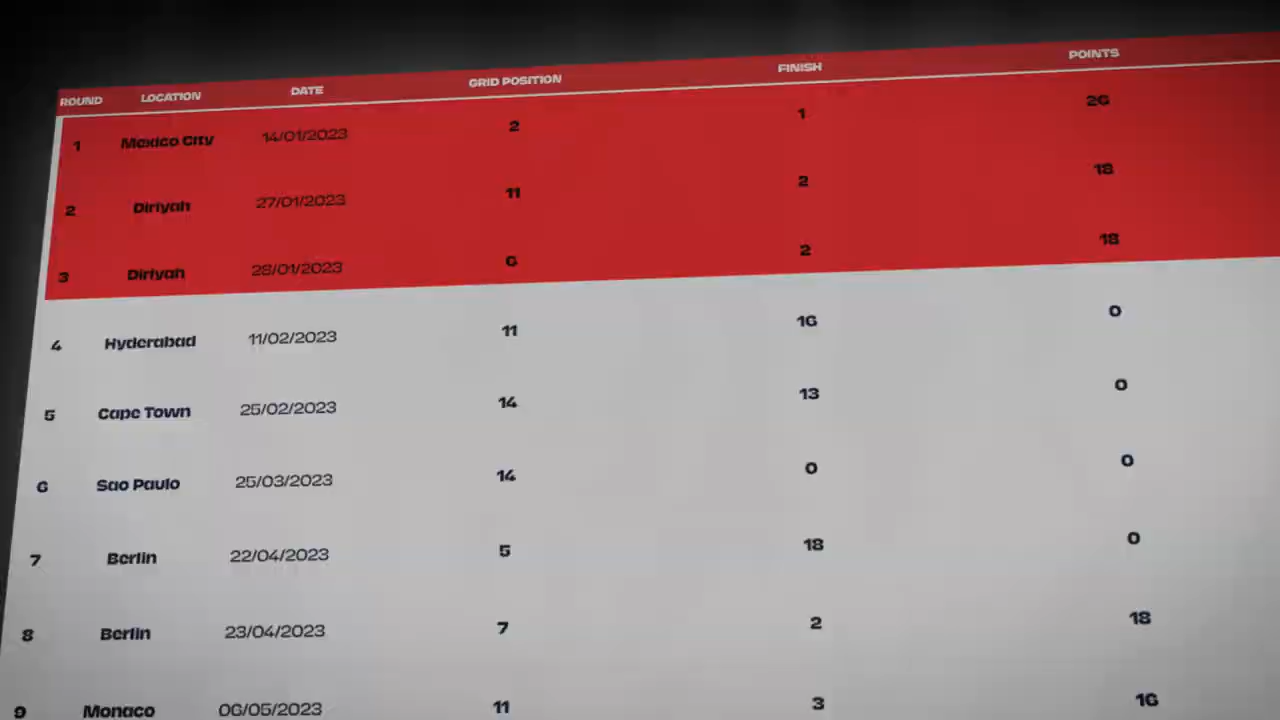 ROUND LOCATION DATE GRID POSITION FINISH POINTS
1 Mexico City 14/01/2023 2 1 26
2 Diriyah 27/01/2023 11 2 18
3 Diriyah 28/01/2023 6 2 18
4 Hyderabad 11/02/2023 11 16 0
5 Cape Town 25/02/2023 14 13 0
6 Sao Paulo 25/03/2023 14 0 0
7 Berlin 22/04/2023 5 18 0
8 Berlin 23/04/2023 7 2 18
9 Monaco 06/05/2023 11 3 16